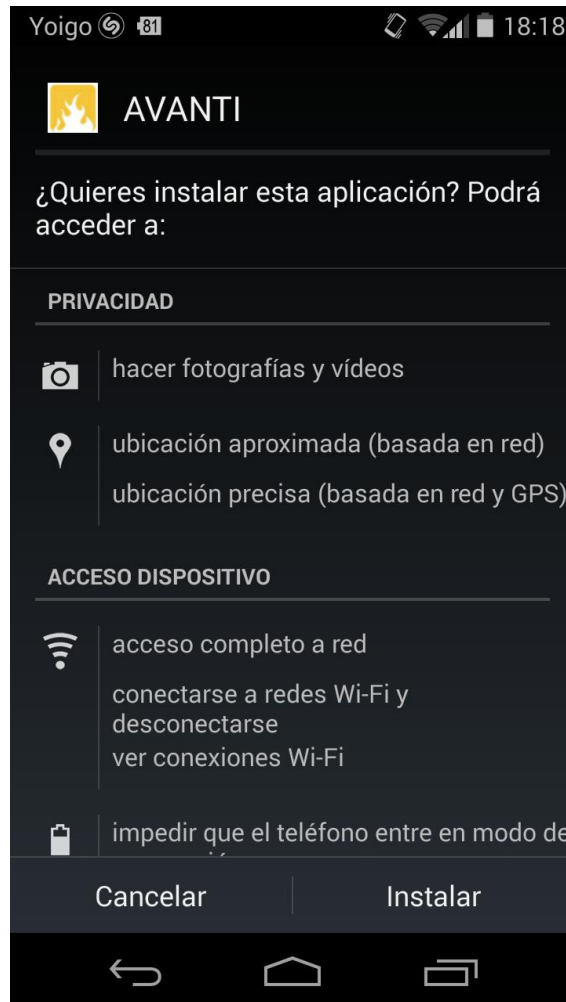 Yoigo 81 18:18
AVANTI
¿Quieres instalar esta aplicación? Podrá
acceder a:
PRIVACIDAD
hacer fotografías y vídeos
ubicación aproximada (basada en red)
ubicación precisa (basada en red y GPS)
ACCESO DISPOSITIVO
acceso completo a red
conectarse a redes Wi-Fi y
desconectarse
ver conexiones Wi-Fi
impedir que el teléfono entre en modo de
Cancelar Instalar